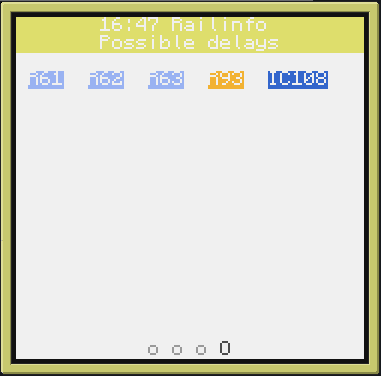 16:47 Railinfo
Possible delays
R61 R62 R63 R93 IC108
o o o O